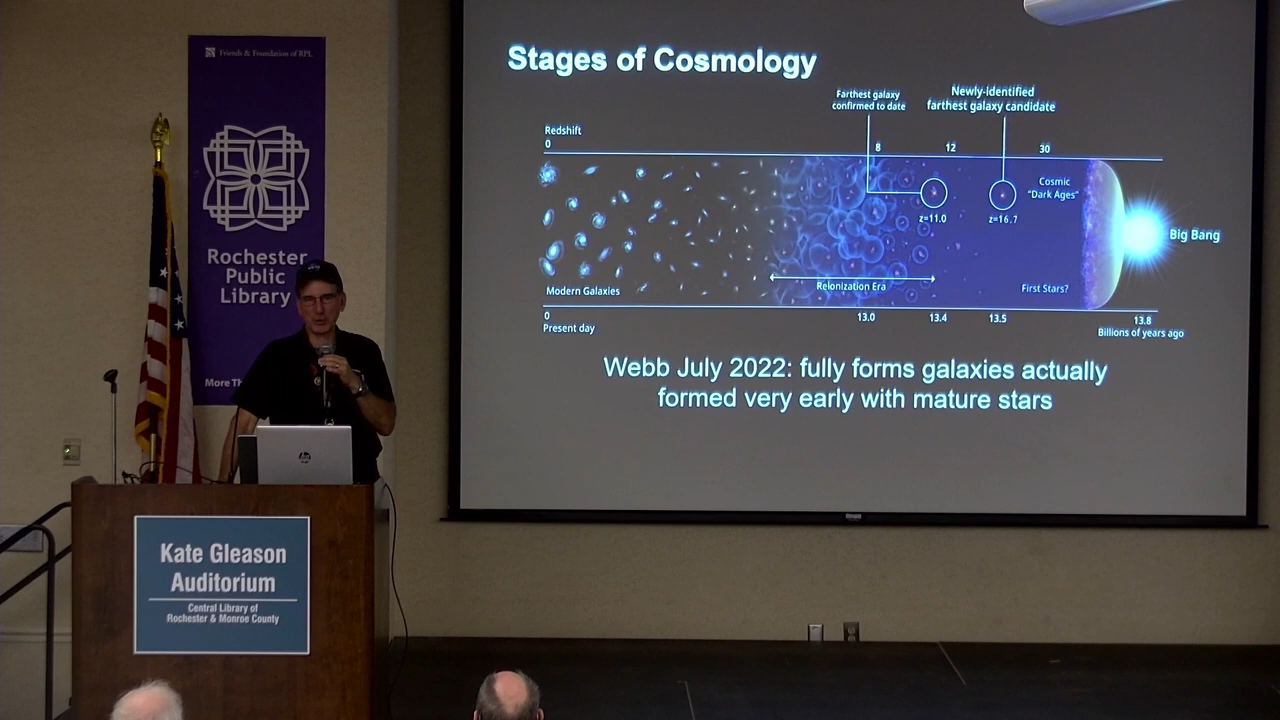 Friends & Foundation of RPL
Rochester
Public
Library
More Th
Kate Gleason
Auditorium
Central Library of
Rochester & Monroe County
hp
Stages of Cosmology
Farthest galaxy
confirmed to date
Newly-identified
farthest galaxy candidate
Redshift
0
8
12
30
Cosmic
"Dark Ages"
z=11.0
z=16.7
Big Bang
Modern Galaxies
Reionization Era
First Stars?
0
Present day
13.0
13.4
13.5
13.8
Billions of years ago
Webb July 2022: fully forms galaxies actually
formed very early with mature stars